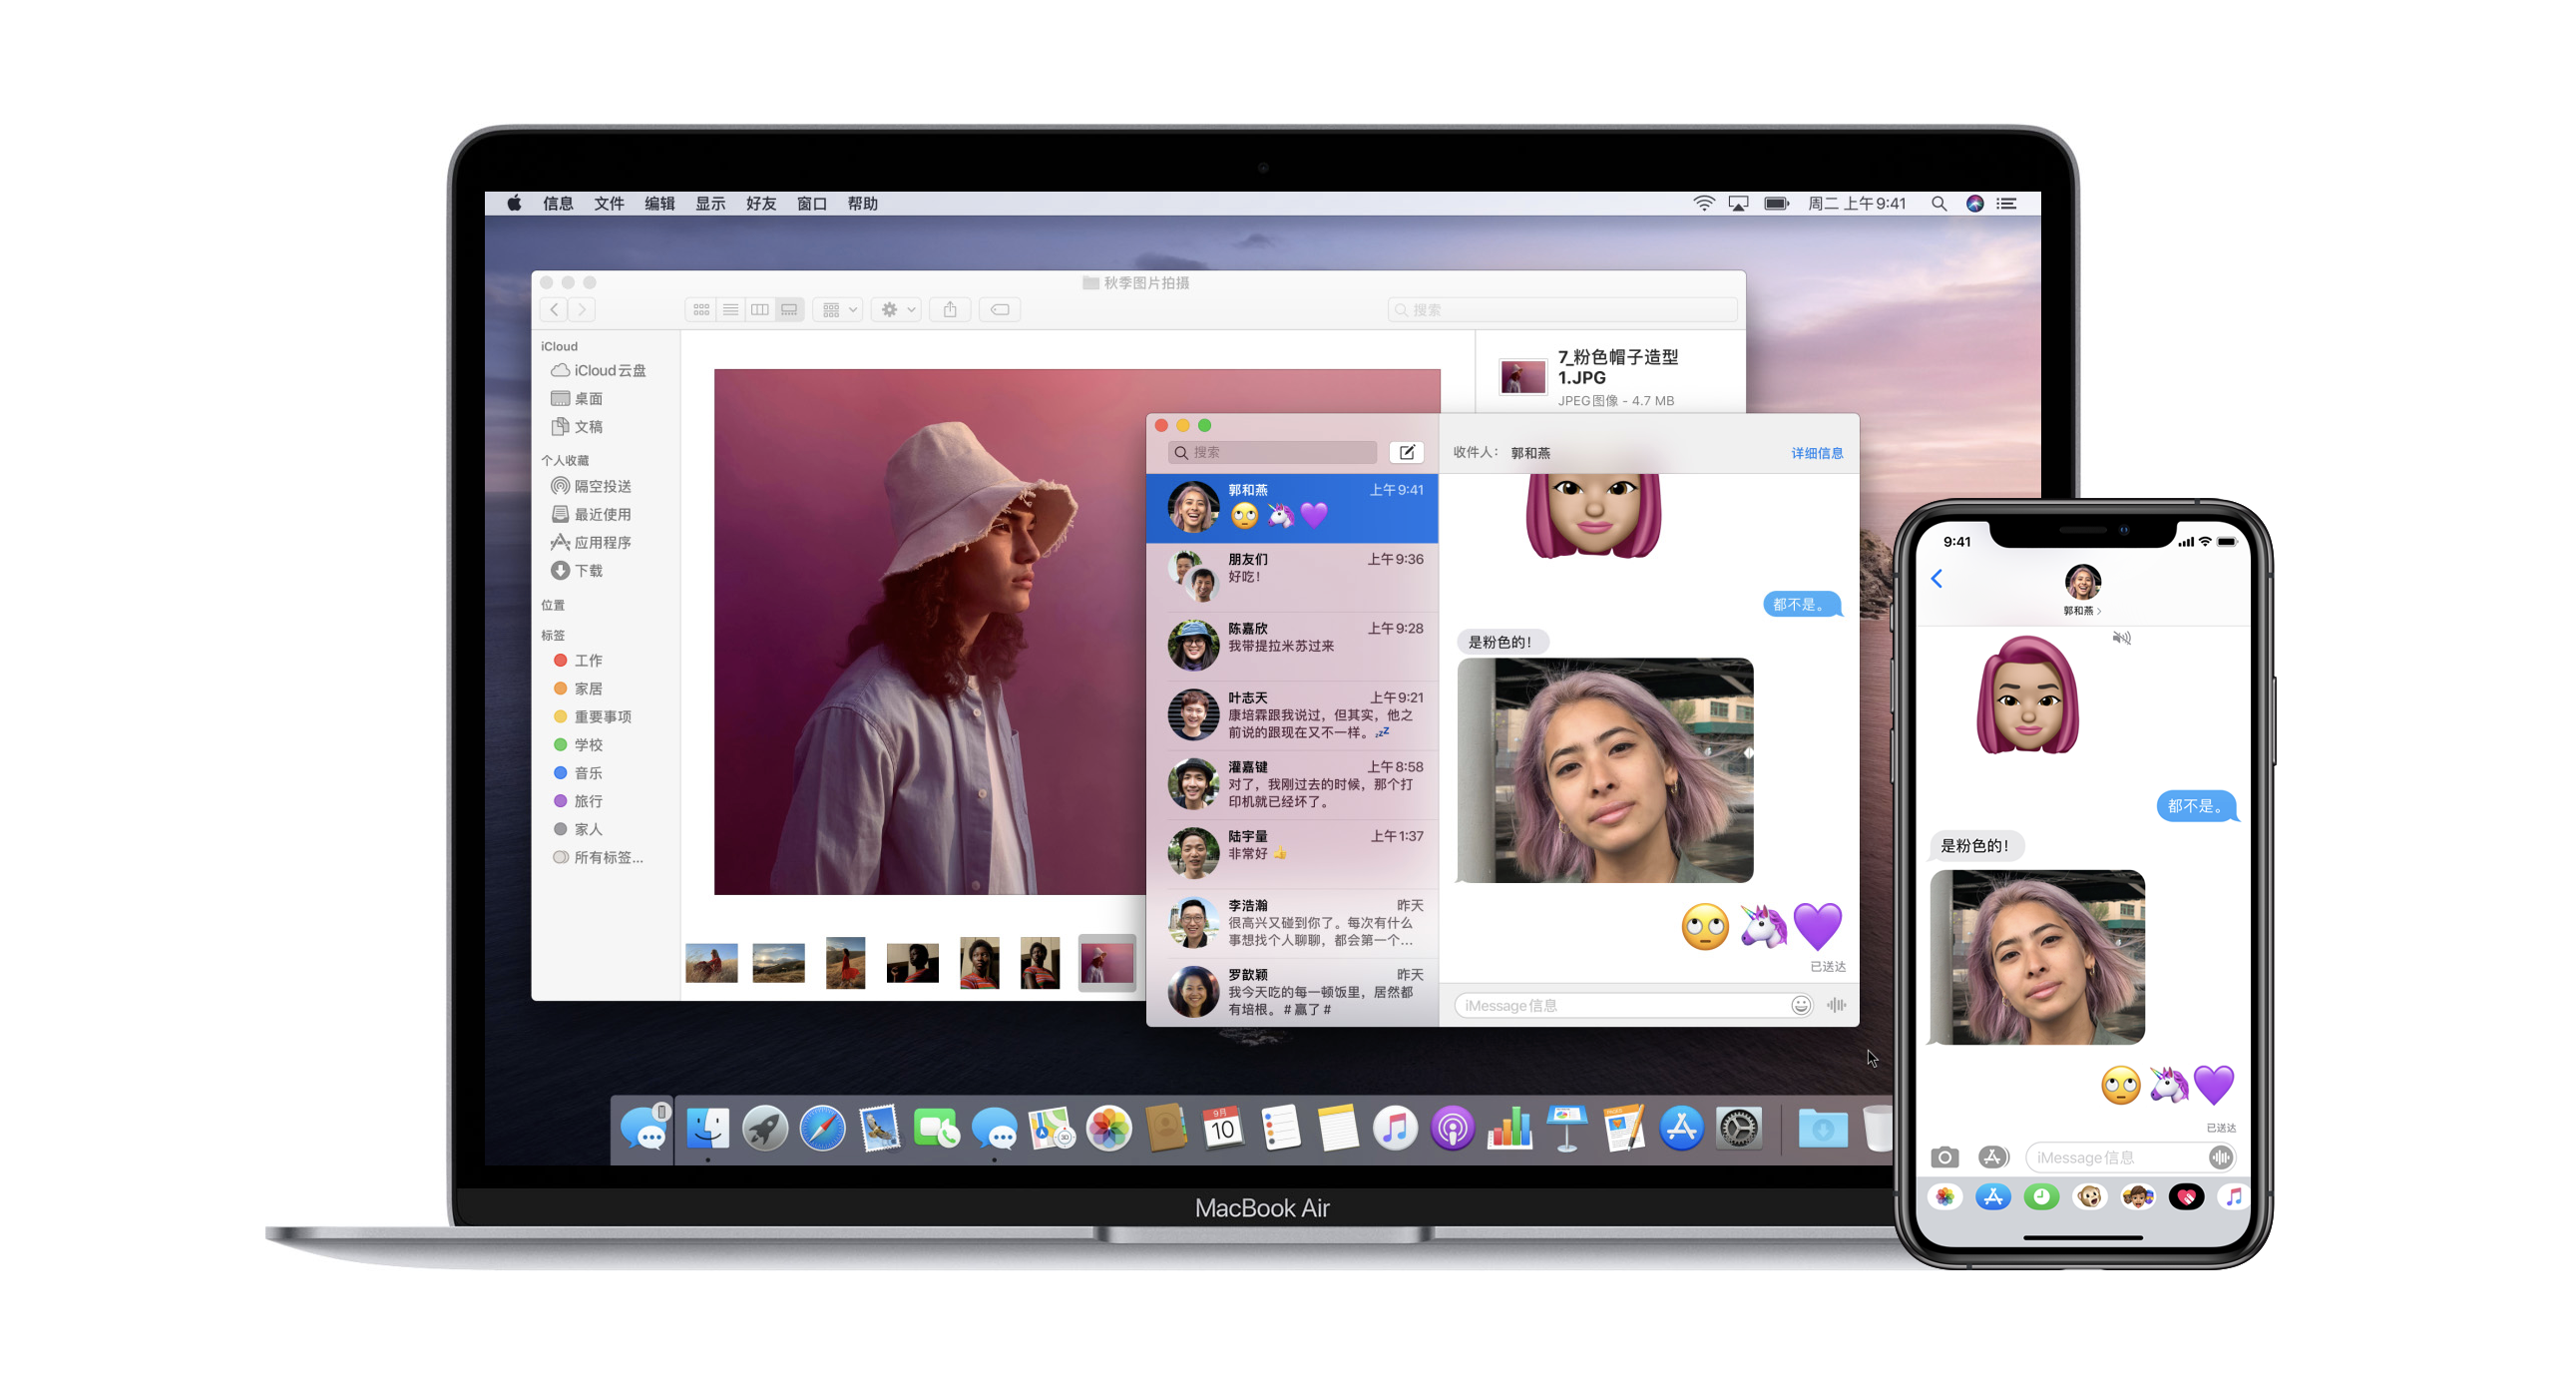 信息 文件 编辑 显示 好友 窗口 帮助
周二 上午9:41
秋季图片拍摄
搜索
iCloud
iCloud云盘
桌面
文稿
个人收藏
隔空投送
最近使用
应用程序
下载
位置
标签
工作
家居
重要事项
学校
音乐
旅行
家人
所有标签...
7_粉色帽子造型
1.JPG
JPEG图像 - 4.7 MB
搜索
郭和燕 上午9:41
🙄🦄💜
朋友们 上午9:36
好吃！
陈嘉欣 上午9:28
我带提拉米苏过来
叶志天 上午9:21
康培霖跟我说过，但其实，他之
前说的跟现在又不一样。💤
灌嘉键 上午8:58
对了，我刚过去的时候，那个打
印机就已经坏了。
陆宇量 上午1:37
非常好 👍
李浩瀚 昨天
很高兴又碰到你了。每次有什么
事想找个人聊聊，都会第一个...
罗歆颖 昨天
我今天吃的每一顿饭里，居然都
有培根。#赢了#
收件人： 郭和燕 详细信息
都不是。
是粉色的！
🙄🦄💜
已送达
iMessage信息
9月
10
3D
PAGES
MacBook Air
9:41
郭和燕
都不是。
是粉色的！
🙄🦄💜
已送达
iMessage信息